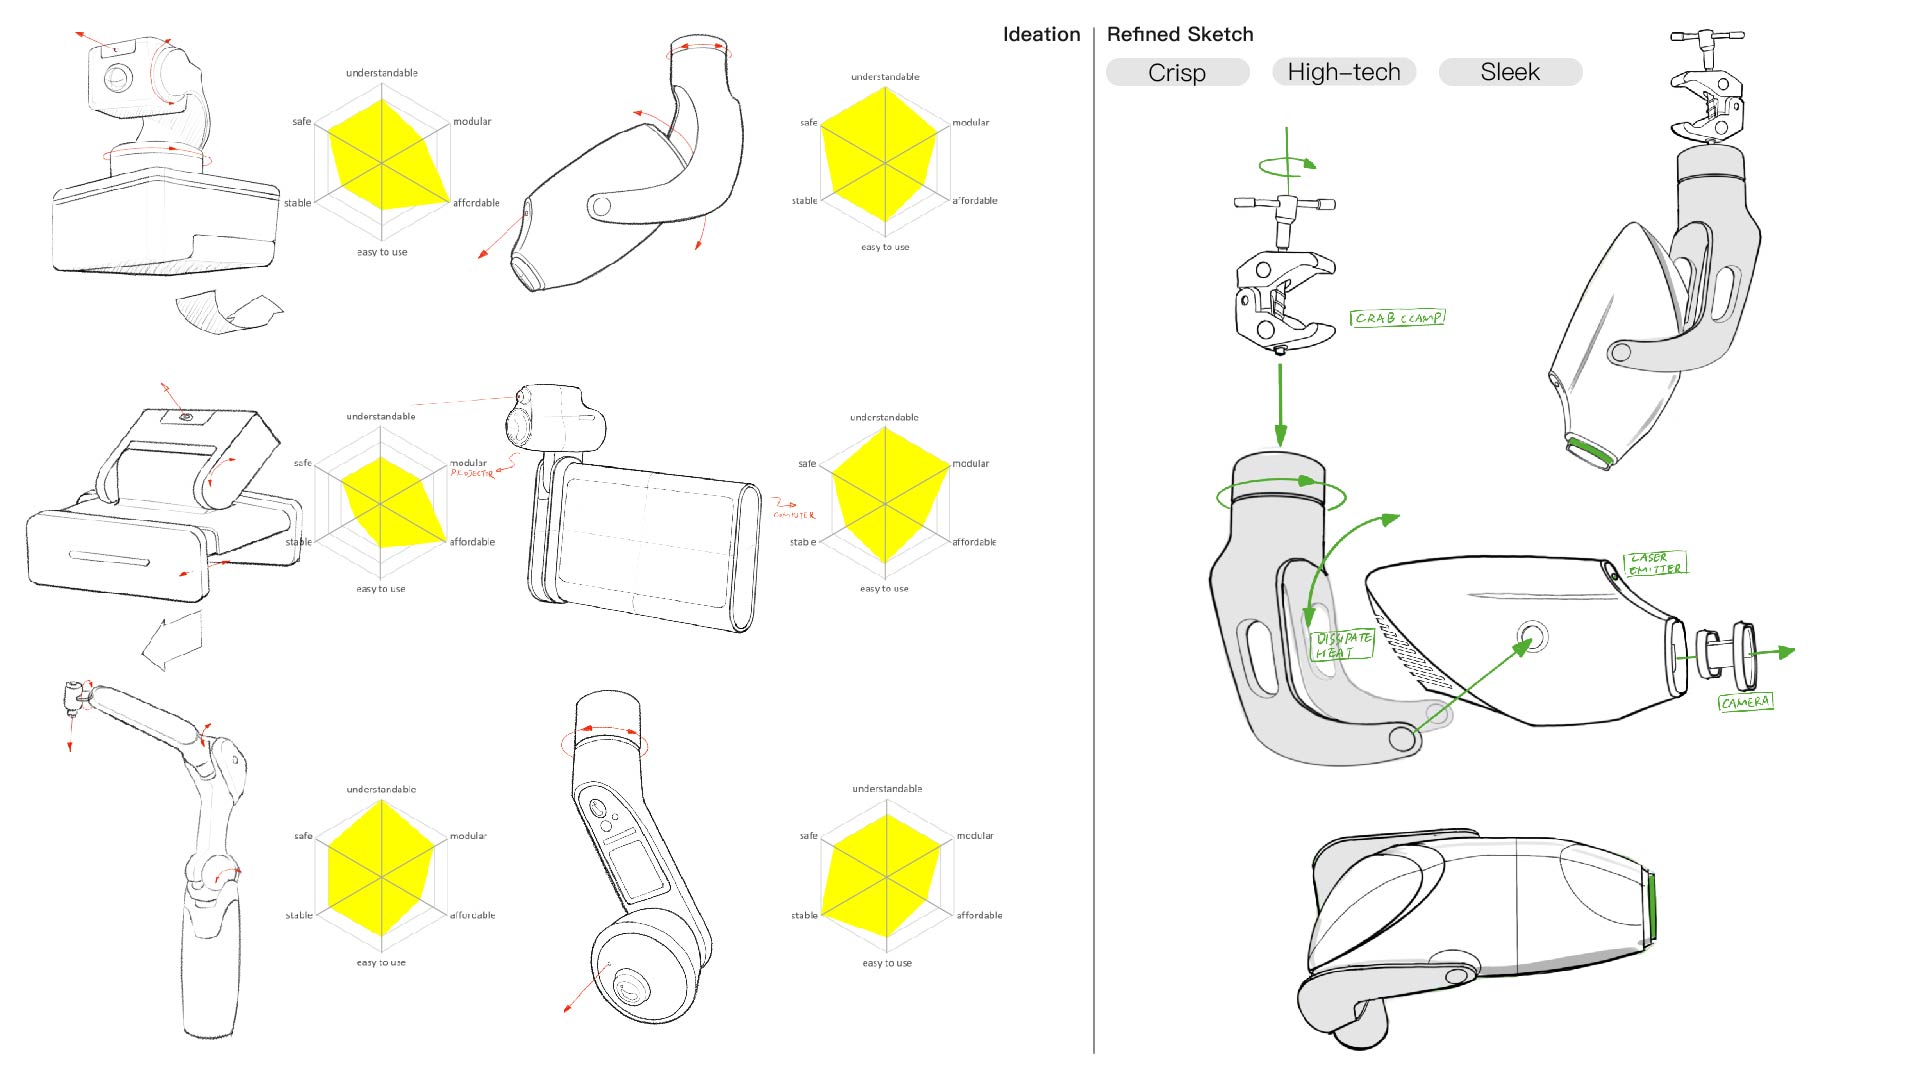 Ideation
Refined Sketch
Crisp
High-tech
Sleek
understandable
safe
modular
stable
affordable
easy to use
understandable
safe
modular
stable
affordable
easy to use
understandable
safe
modular
stable
affordable
easy to use
PROJECTOR
understandable
safe
modular
stable
affordable
easy to use
COMPUTER
understandable
safe
modular
stable
affordable
easy to use
understandable
safe
modular
stable
affordable
easy to use
CRAB CLAMP
LASER
EMITTER
DISSIPATE
HEAT
CAMERA